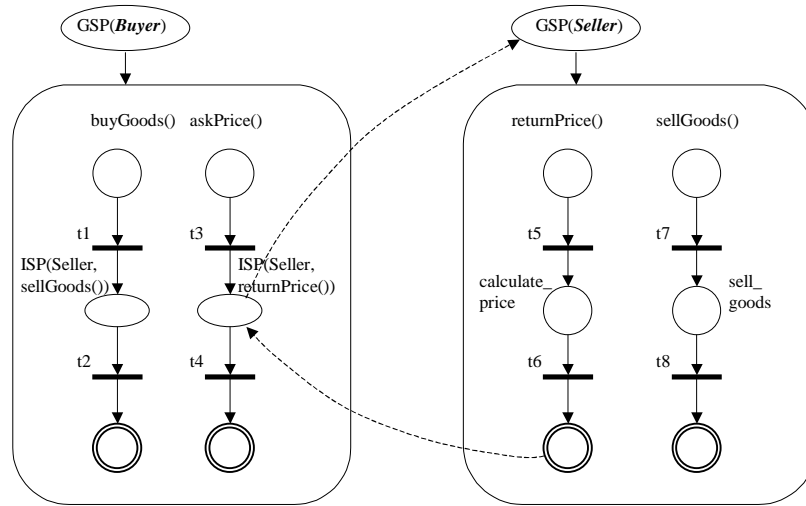 GSP(Buyer)
GSP(Seller)
buyGoods()
askPrice()
returnPrice()
sellGoods()
t1
t3
t5
t7
ISP(Seller,
sellGoods())
ISP(Seller,
returnPrice())
calculate_
price
sell_
goods
t2
t4
t6
t8